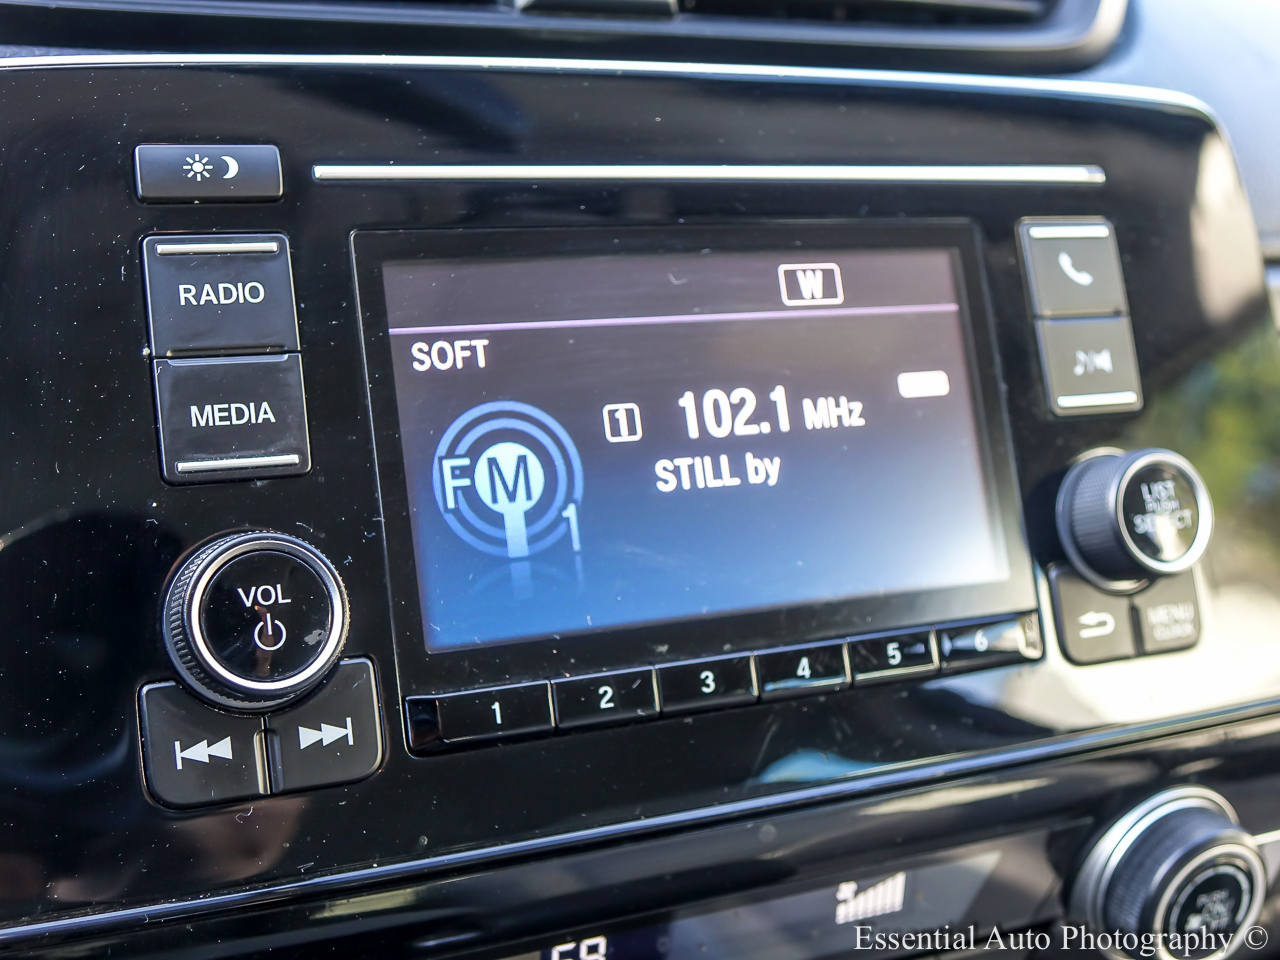 RADIO
MEDIA
VOL
W
SOFT
1 102.1 MHz
STILL by
FM
1
1 2 3 4 5 6
LIST
PUSH
SELECT
MENU
CLOCK
Essential Auto Photography ©